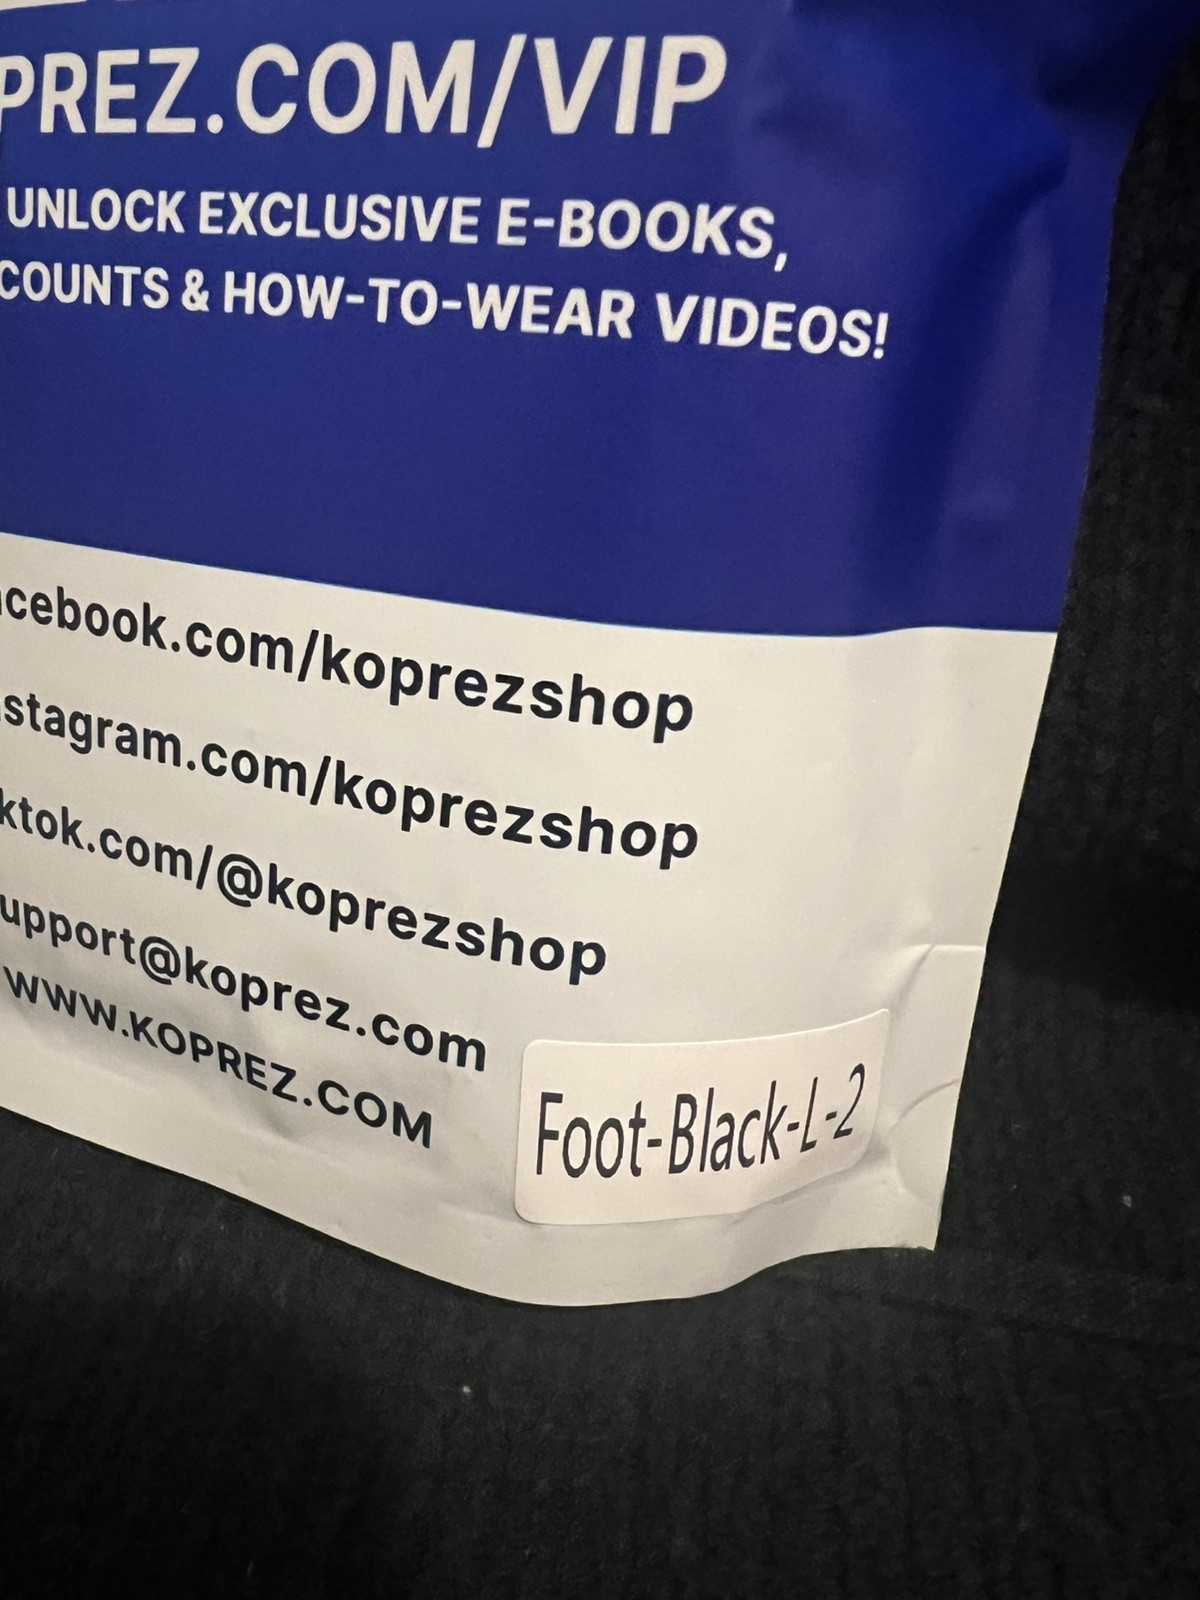 PREZ.COM/VIP
UNLOCK EXCLUSIVE E-BOOKS,
COUNTS & HOW-TO-WEAR VIDEOS!
cebook.com/koprezshop
stagram.com/koprezshop
ktok.com/@koprezshop
upport@koprez.com
WWW.KOPREZ.COM
Foot-Black-L-2